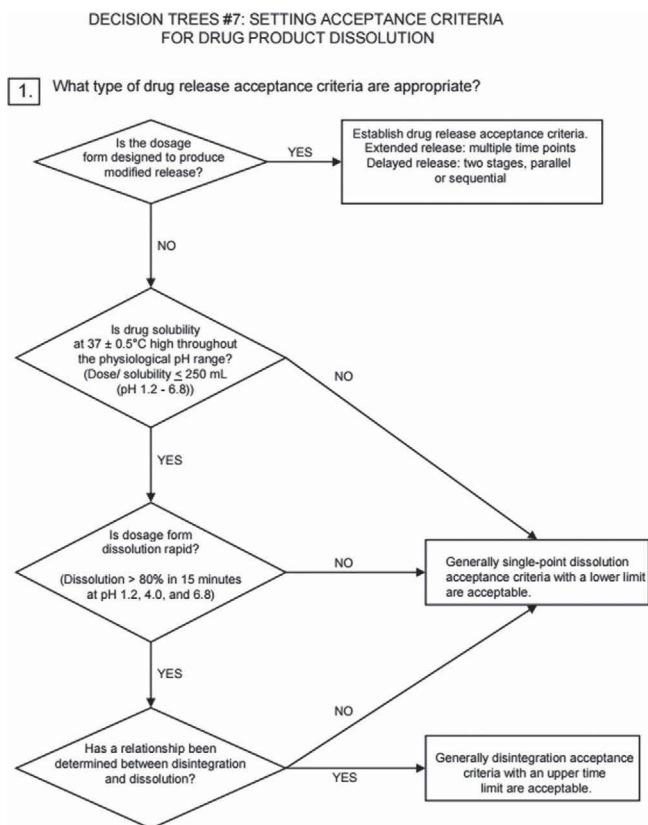 DECISION TREES #7: SETTING ACCEPTANCE CRITERIA
FOR DRUG PRODUCT DISSOLUTION
1. What type of drug release acceptance criteria are appropriate?
Is the dosage
form designed to produce
modified release?
YES
Establish drug release acceptance criteria.
Extended release: multiple time points
Delayed release: two stages, parallel
or sequential
NO
Is drug solubility
at 37 ± 0.5°C high throughout
the physiological pH range?
(Dose/ solubility ≤ 250 mL
(pH 1.2 - 6.8))
NO
YES
Is dosage form
dissolution rapid?
(Dissolution > 80% in 15 minutes
at pH 1.2, 4.0, and 6.8)
NO
Generally single-point dissolution
acceptance criteria with a lower limit
are acceptable.
YES
NO
Has a relationship been
determined between disintegration
and dissolution?
YES
Generally disintegration acceptance
criteria with an upper time
limit are acceptable.